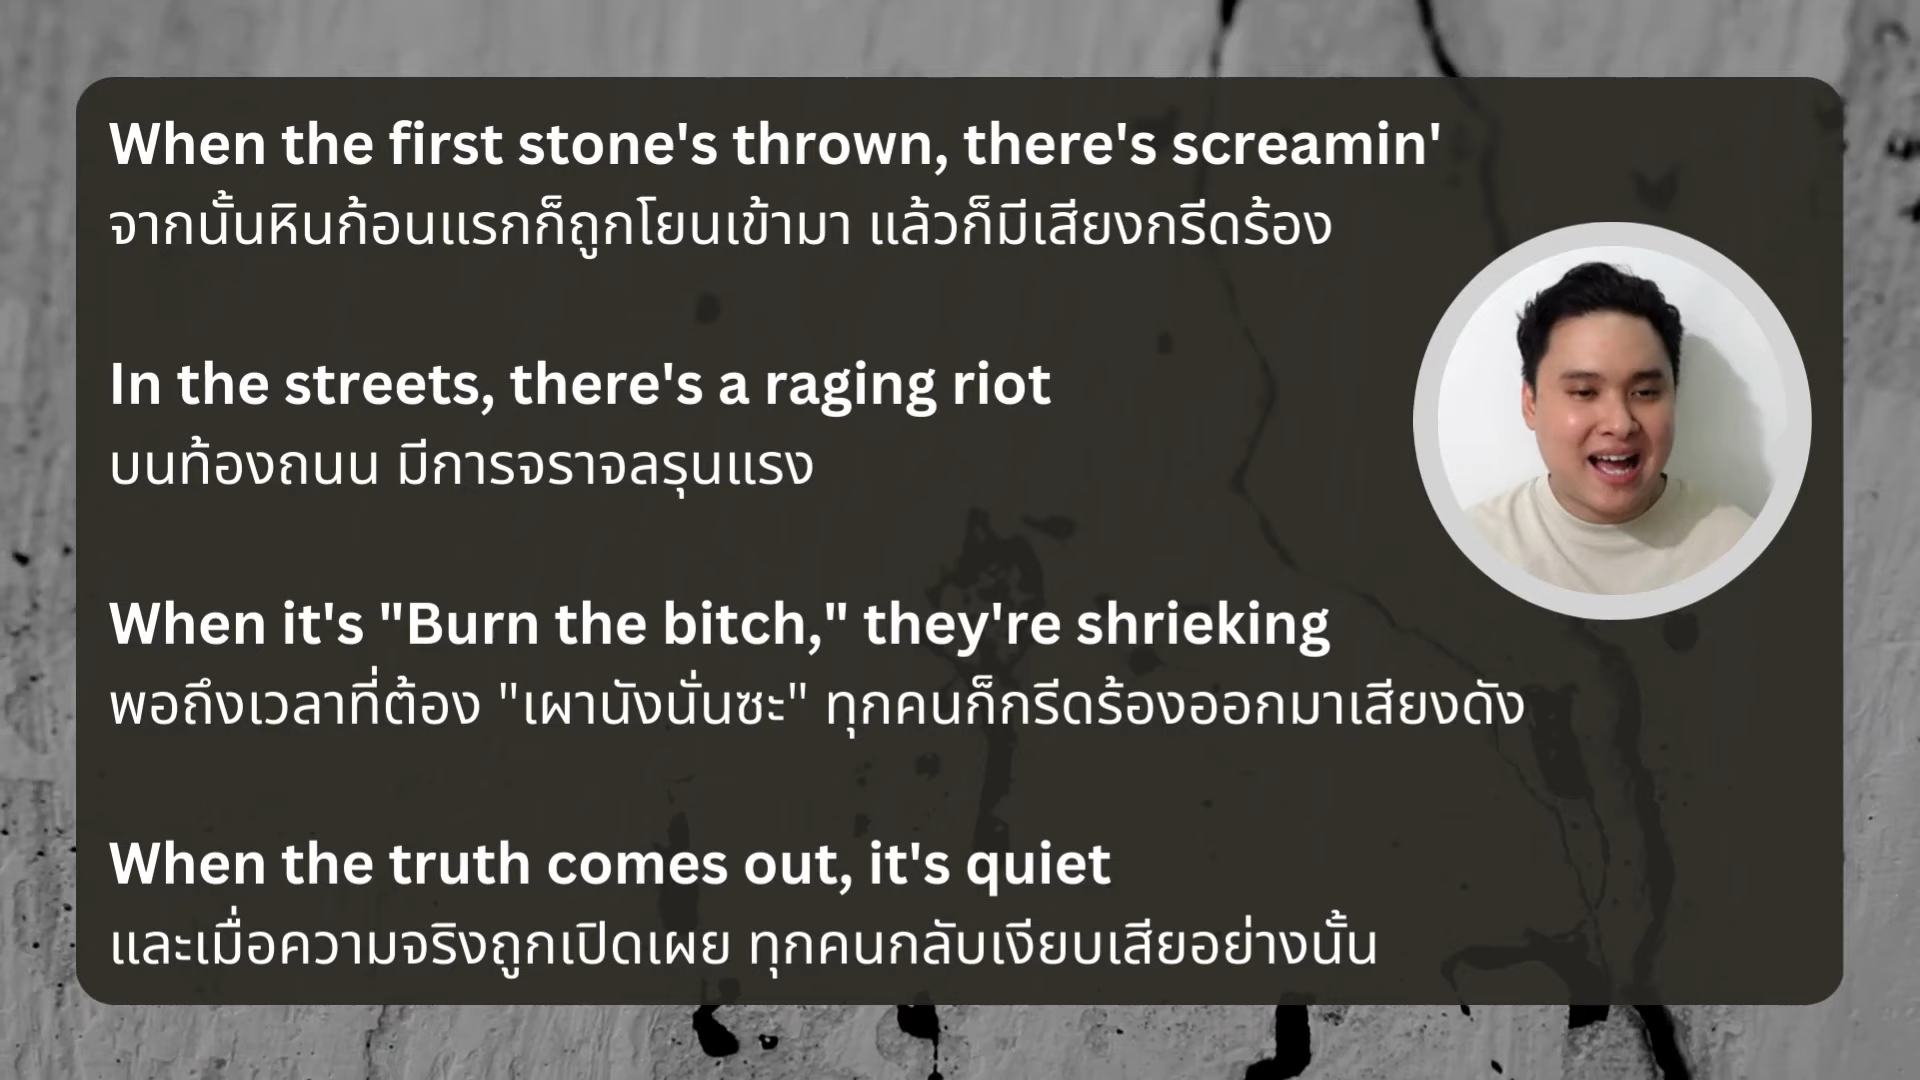 When the first stone's thrown, there's screamin'
จากนั้นหินก้อนแรกก็ถูกโยนเข้ามา แล้วก็มีเสียงกรีดร้อง
In the streets, there's a raging riot
บนท้องถนน มีการจราจลรุนแรง
When it's "Burn the bitch," they're shrieking
พอถึงเวลาที่ต้อง "เผานังนั่นซะ" ทุกคนก็กรีดร้องออกมาเสียงดัง
When the truth comes out, it's quiet
และเมื่อความจริงถูกเปิดเผย ทุกคนกลับเงียบเสียอย่างนั้น